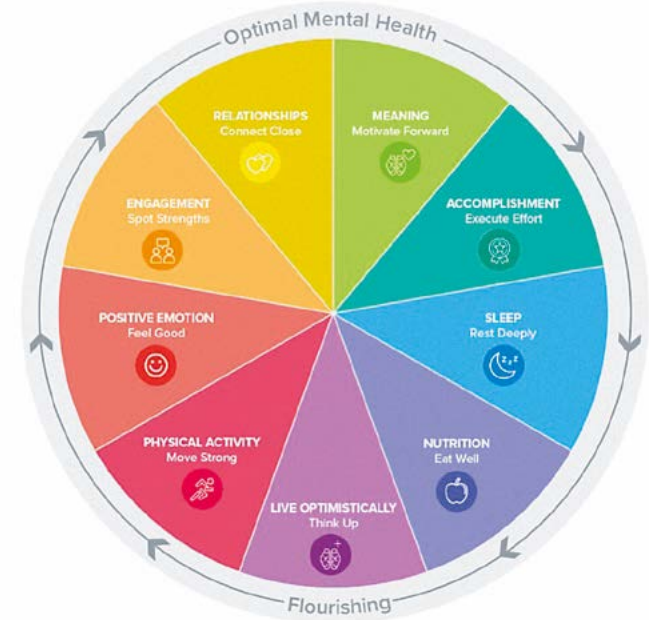 Optimal Mental Health
RELATIONSHIPS
Connect Close
MEANING
Motivate Forward
ENGAGEMENT
Spot Strengths
ACCOMPLISHMENT
Execute Effort
POSITIVE EMOTION
Feel Good
SLEEP
Rest Deeply
z z z
PHYSICAL ACTIVITY
Move Strong
NUTRITION
Eat Well
LIVE OPTIMISTICALLY
Think Up
Flourishing